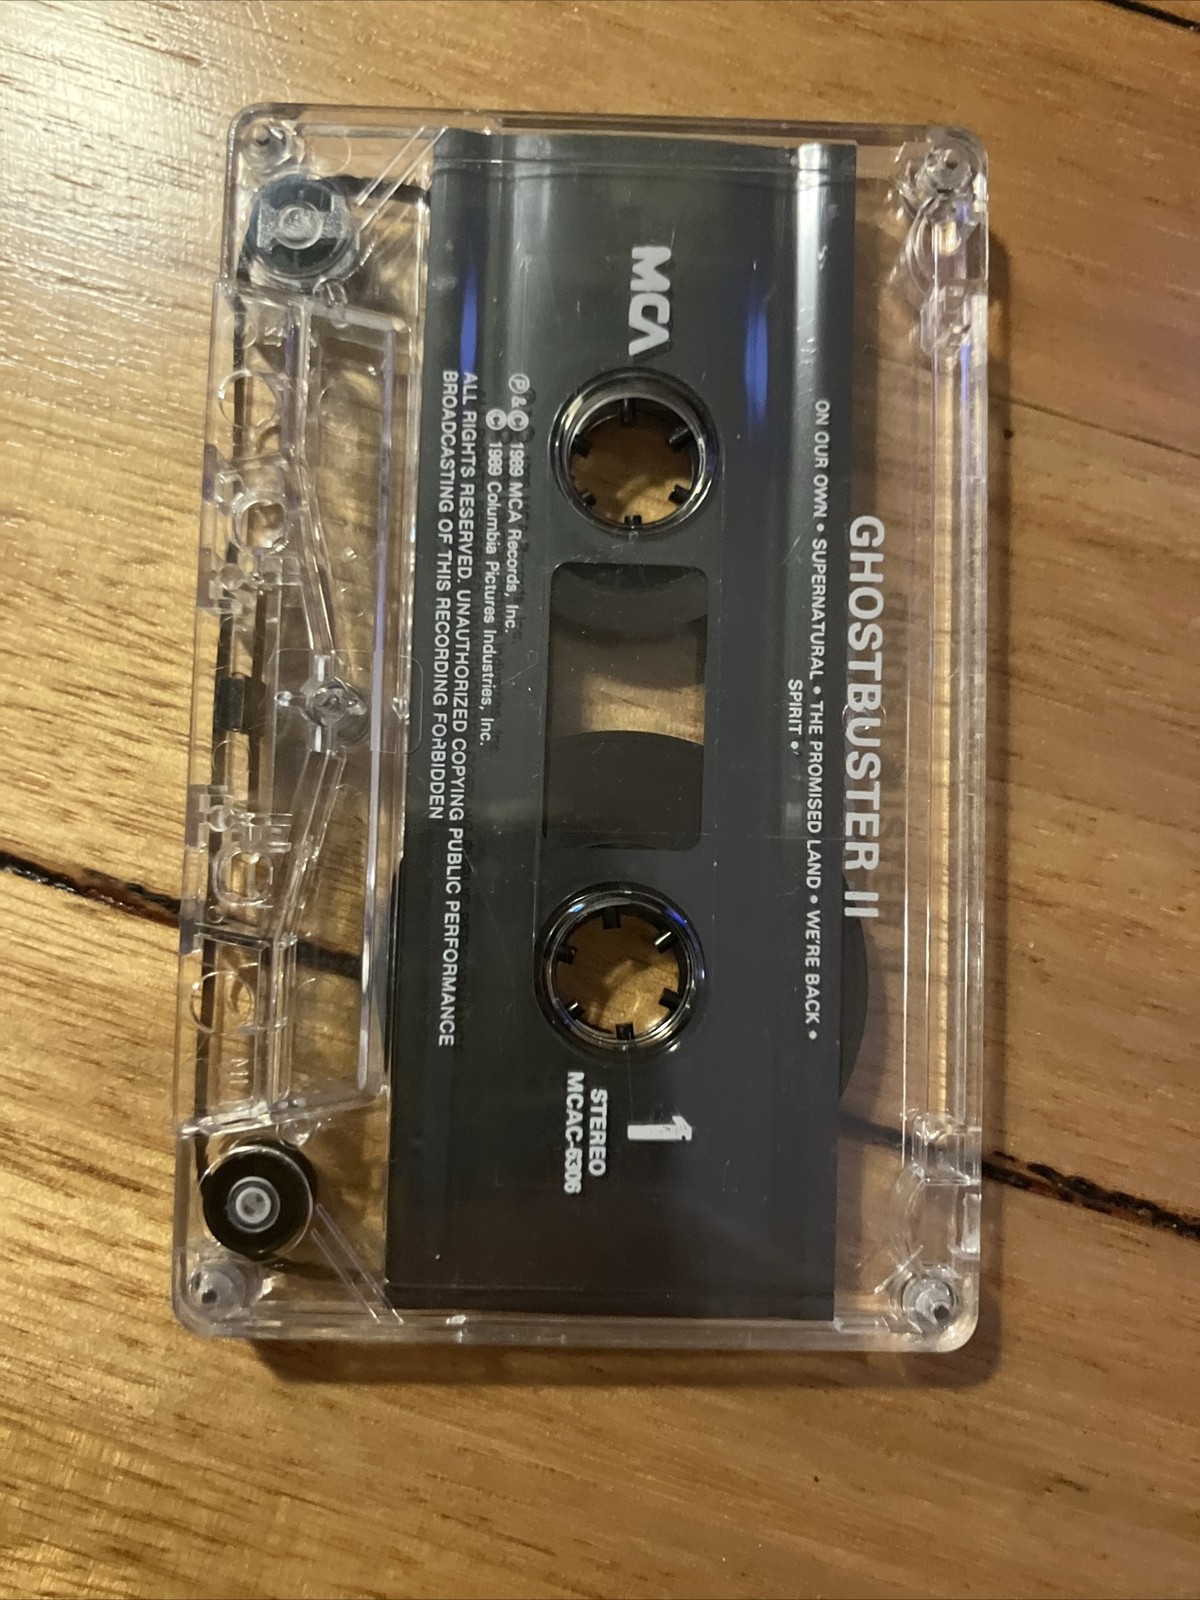 GHOSTBUSTER II
ON OUR OWN • SUPERNATURAL • THE PROMISED LAND • WE'RE BACK •
SPIRIT •
MCA
1
STEREO
MCAC-6306
Ⓟ & © 1989 MCA Records, Inc.
© 1989 Columbia Pictures Industries, Inc.
ALL RIGHTS RESERVED. UNAUTHORIZED COPYING PUBLIC PERFORMANCE
BROADCASTING OF THIS RECORDING FORBIDDEN